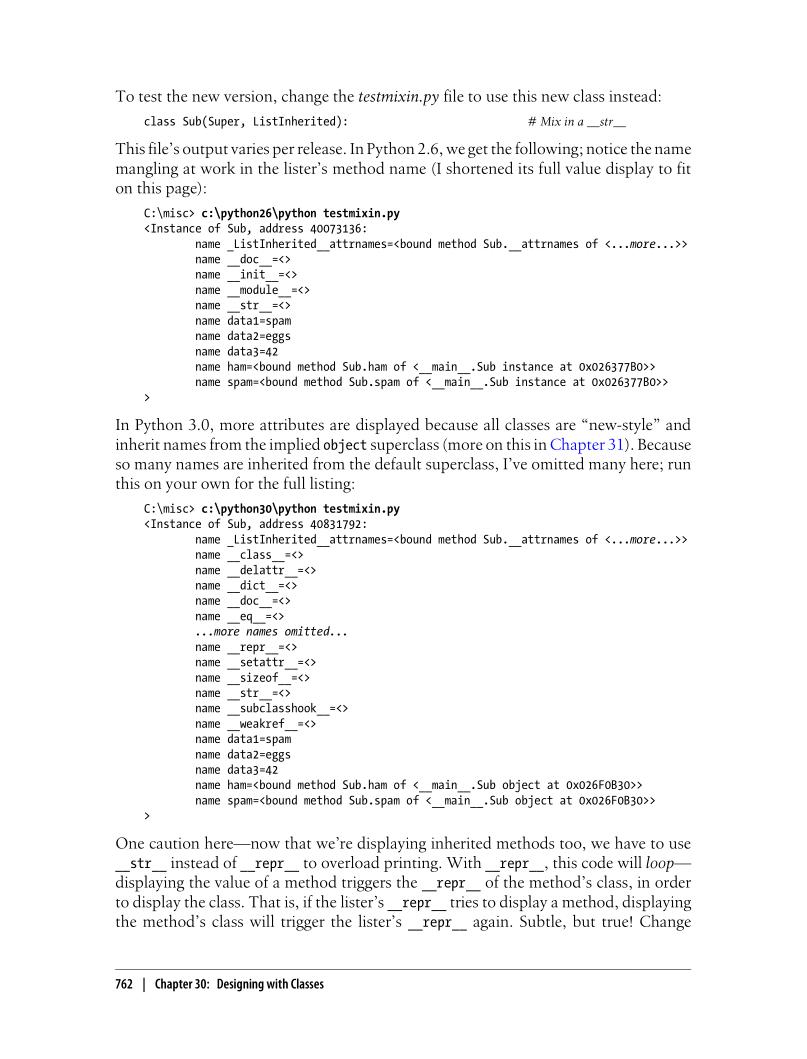 To test the new version, change the testmixin.py file to use this new class instead:
class Sub(Super, ListInherited):                            # Mix in a __str__
This file’s output varies per release. In Python 2.6, we get the following; notice the name
mangling at work in the lister’s method name (I shortened its full value display to fit
on this page):
C:\misc> c:\python26\python testmixin.py
<Instance of Sub, address 40073136:
        name _ListInherited__attrnames=<bound method Sub.__attrnames of <...more...>>
        name __doc__=<>
        name __init__=<>
        name __module__=<>
        name __str__=<>
        name data1=spam
        name data2=eggs
        name data3=42
        name ham=<bound method Sub.ham of <__main__.Sub instance at 0x026377B0>>
        name spam=<bound method Sub.spam of <__main__.Sub instance at 0x026377B0>>
>
In Python 3.0, more attributes are displayed because all classes are “new-style” and
inherit names from the implied object superclass (more on this in Chapter 31). Because
so many names are inherited from the default superclass, I’ve omitted many here; run
this on your own for the full listing:
C:\misc> c:\python30\python testmixin.py
<Instance of Sub, address 40831792:
        name _ListInherited__attrnames=<bound method Sub.__attrnames of <...more...>>
        name __class__=<>
        name __delattr__=<>
        name __dict__=<>
        name __doc__=<>
        name __eq__=<>
        ...more names omitted...
        name __repr__=<>
        name __setattr__=<>
        name __sizeof__=<>
        name __str__=<>
        name __subclasshook__=<>
        name __weakref__=<>
        name data1=spam
        name data2=eggs
        name data3=42
        name ham=<bound method Sub.ham of <__main__.Sub object at 0x026F0B30>>
        name spam=<bound method Sub.spam of <__main__.Sub object at 0x026F0B30>>
>
One caution here—now that we’re displaying inherited methods too, we have to use
__str__ instead of __repr__ to overload printing. With __repr__, this code will loop—
displaying the value of a method triggers the __repr__ of the method’s class, in order
to display the class. That is, if the lister’s __repr__ tries to display a method, displaying
the method’s class will trigger the lister’s __repr__ again. Subtle, but true! Change
762 | Chapter 30: Designing with Classes